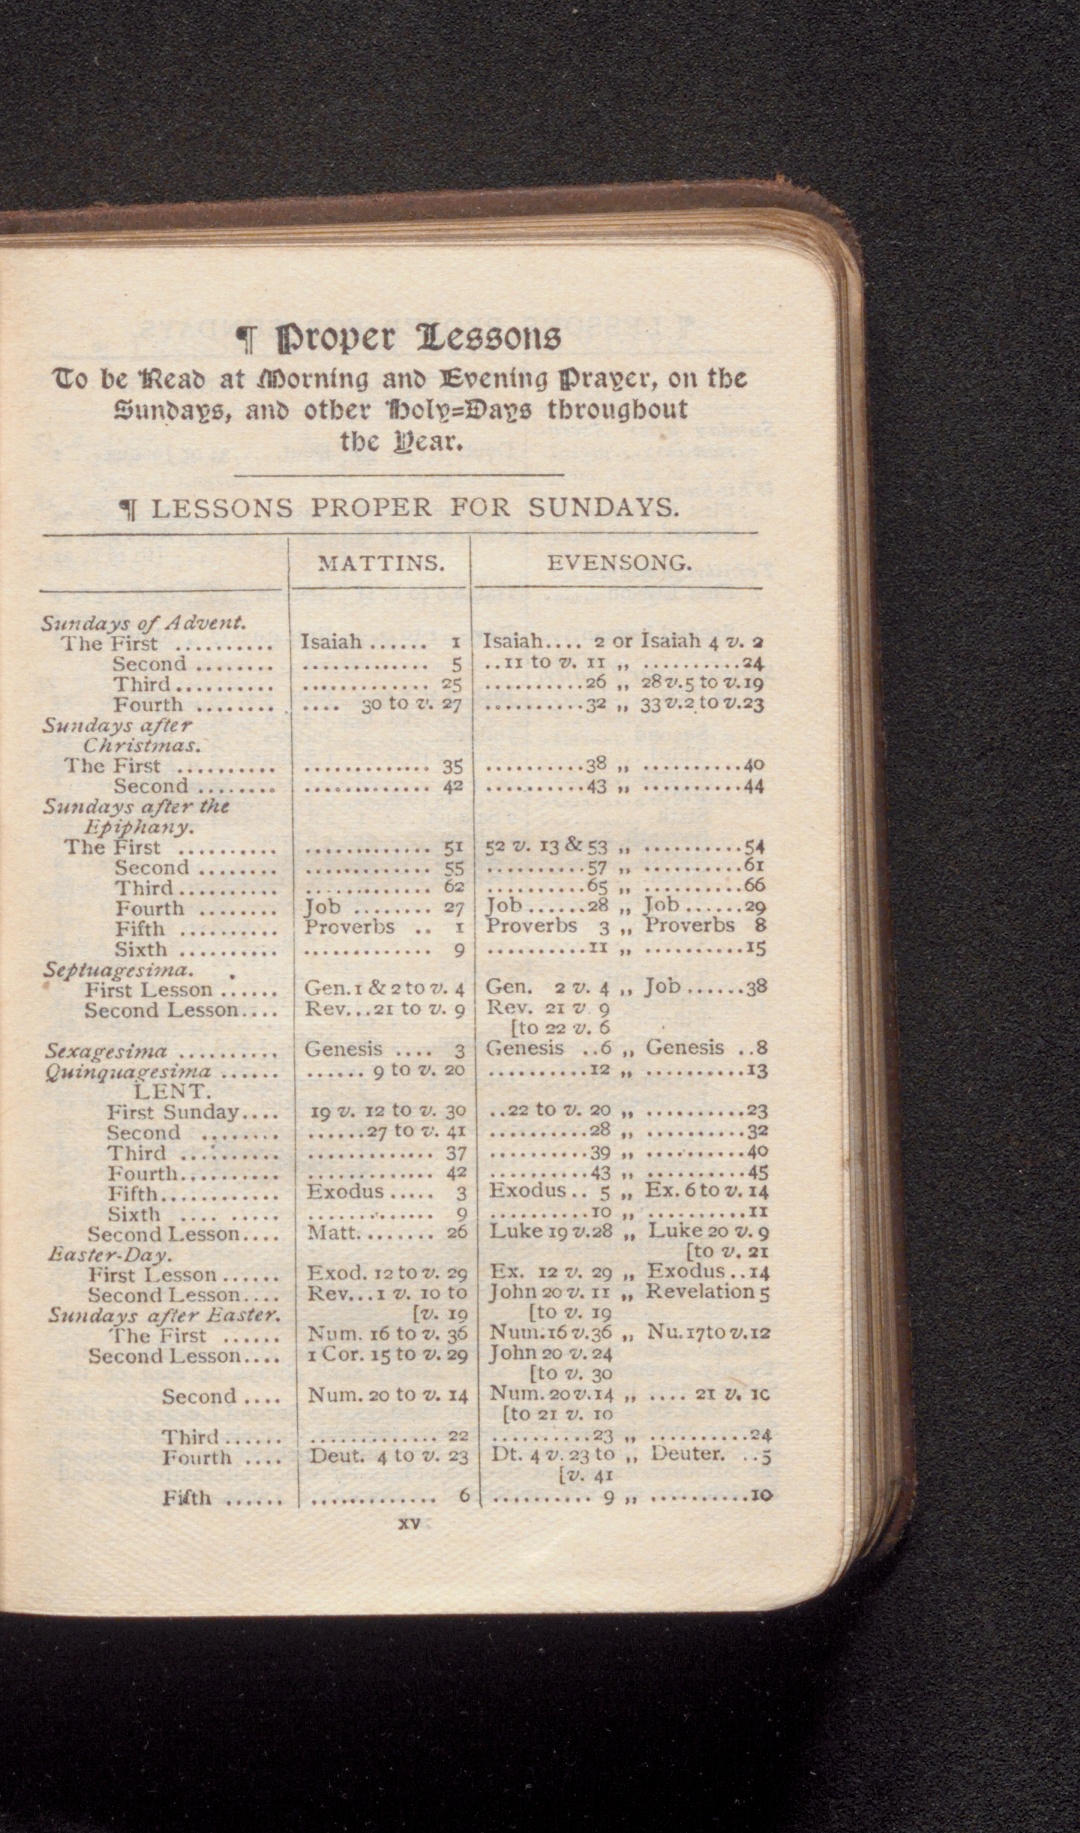 ¶ Proper Lessons
To be Read at Morning and Evening Prayer, on the
Sundays, and other Holy=Days throughout
the Year.
¶ LESSONS PROPER FOR SUNDAYS.
MATTINS. EVENSONG.
Sundays of Advent.
The First .......... Isaiah ...... 1 Isaiah.... 2 or Isaiah 4 v. 2
Second ........ ............. 5 ..11 to v. 11 „ ..........24
Third.......... ............. 25 ..........26 „ 28 v.5 to v.19
Fourth ........ .... 30 to v. 27 ..........32 „ 33 v.2 to v.23
Sundays after
Christmas.
The First .......... ............. 35 ..........38 „ ..........40
Second ........ ............. 42 ..........43 „ ..........44
Sundays after the
Epiphany.
The First .......... ............. 51 52 v. 13 & 53 „ ..........54
Second ........ ............. 55 ..........57 „ ..........61
Third.......... ............. 62 ..........65 „ ..........66
Fourth ........ Job ........ 27 Job......28 „ Job......29
Fifth .......... Proverbs .. 1 Proverbs 3 „ Proverbs 8
Sixth .......... ............. 9 ..........11 „ ..........15
Septuagesima.
First Lesson ...... Gen. 1 & 2 to v. 4 Gen. 2 v. 4 „ Job......38
Second Lesson.... Rev...21 to v. 9 Rev. 21 v 9
[to 22 v. 6
Sexagesima .......... Genesis .... 3 Genesis ..6 „ Genesis ..8
Quinquagesima ...... ...... 9 to v. 20 ..........12 „ ..........13
LENT.
First Sunday.... 19 v. 12 to v. 30 ..22 to v. 20 „ ..........23
Second ........ ......27 to v. 41 ..........28 „ ..........32
Third .......... ............. 37 ..........39 „ ..........40
Fourth.......... ............. 42 ..........43 „ ..........45
Fifth............ Exodus ..... 3 Exodus.. 5 „ Ex. 6 to v. 14
Sixth .... ..... ............. 9 ..........10 „ ..........11
Second Lesson.... Matt. ....... 26 Luke 19 v.28 „ Luke 20 v. 9
Easter-Day. [to v. 21
First Lesson ...... Exod. 12 to v. 29 Ex. 12 v. 29 „ Exodus..14
Second Lesson.... Rev...1 v. 10 to John 20 v. 11 „ Revelation 5
Sundays after Easter. [v. 19 [to v. 19
The First ...... Num. 16 to v. 36 Num.16 v.36 „ Nu.17 to v.12
Second Lesson.... 1 Cor. 15 to v. 29 John 20 v. 24
[to v. 30
Second .... Num. 20 to v. 14 Num. 20 v.14 „ .... 21 v. 10
[to 21 v. 10
Third ...... ............. 22 ..........23 „ ..........24
Fourth .... Deut. 4 to v. 23 Dt. 4 v. 23 to „ Deuter. ..5
[v. 41
Fifth ...... ............. 6 .......... 9 „ ..........10
xv